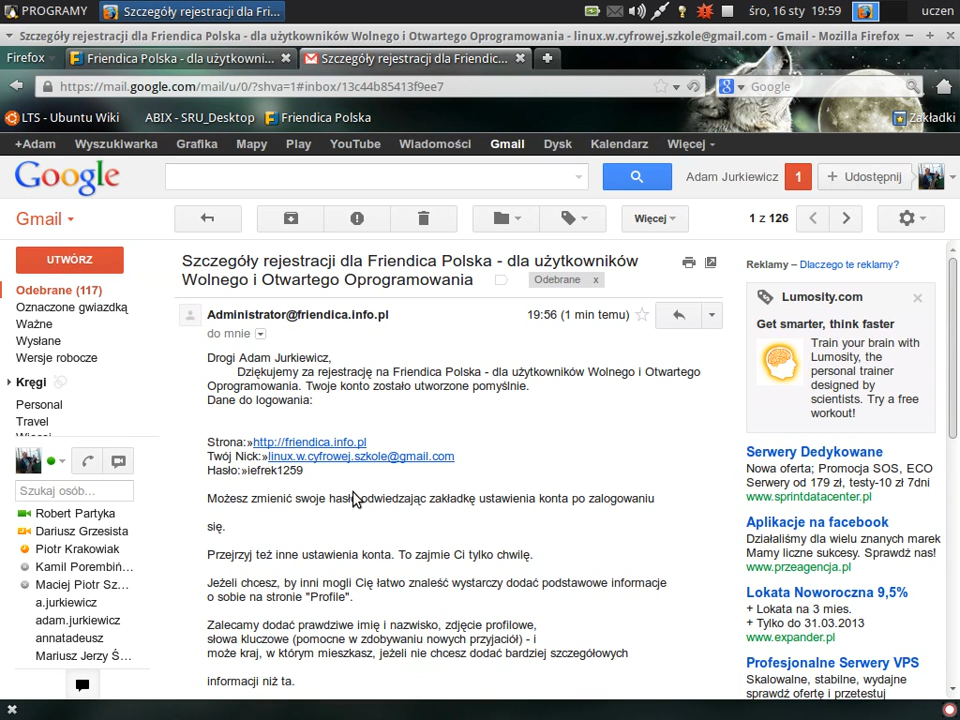 PROGRAMY Szczegóły rejestracji dla Fri... śro, 16 sty 19:59 uczen
Szczegóły rejestracji dla Friendica Polska - dla użytkowników Wolnego i Otwartego Oprogramowania - linux.w.cyfrowej.szkole@gmail.com - Gmail - Mozilla Firefox
Firefox Friendica Polska - dla użytkowni... Szczegóły rejestracji dla Friendic...
https://mail.google.com/mail/u/0/?shva=1#inbox/13c44b85413f9ee7 Google
LTS - Ubuntu Wiki ABIX - SRU_Desktop Friendica Polska Zakładki
+Adam Wyszukiwarka Grafika Mapy Play YouTube Wiadomości Gmail Dysk Kalendarz Więcej
Google Adam Jurkiewicz 1 + Udostępnij
Gmail Więcej 1 z 126
UTWÓRZ
Odebrane (117)
Oznaczone gwiazdką
Ważne
Wysłane
Wersje robocze
Kręgi
Personal
Travel
Szukaj osób...
Robert Partyka
Dariusz Grzesista
Piotr Krakowiak
Kamil Porembiń...
Maciej Piotr Sz...
a.jurkiewicz
adam.jurkiewicz
annatadeusz
Mariusz Jerzy Ś...
Szczegóły rejestracji dla Friendica Polska - dla użytkowników
Wolnego i Otwartego Oprogramowania Odebrane x
Administrator@friendica.info.pl 19:56 (1 min temu)
do mnie
Drogi Adam Jurkiewicz,
Dziękujemy za rejestrację na Friendica Polska - dla użytkowników Wolnego i Otwartego
Oprogramowania. Twoje konto zostało utworzone pomyślnie.
Dane do logowania:
Strona:»http://friendica.info.pl
Twój Nick:»linux.w.cyfrowej.szkole@gmail.com
Hasło:»iefrek1259
Możesz zmienić swoje hasło odwiedzając zakładkę ustawienia konta po zalogowaniu
się.
Przejrzyj też inne ustawienia konta. To zajmie Ci tylko chwilę.
Jeżeli chcesz, by inni mogli Cię łatwo znaleść wystarczy dodać podstawowe informacje
o sobie na stronie "Profile".
Zalecamy dodać prawdziwe imię i nazwisko, zdjęcie profilowe,
słowa kluczowe (pomocne w zdobywaniu nowych przyjaciół) - i
może kraj, w którym mieszkasz, jeżeli nie chcesz dodać bardziej szczegółowych
informacji niż ta.
Reklamy – Dlaczego te reklamy?
Lumosity.com
Get smarter, think faster
Train your brain with
Lumosity, the
personal trainer
designed by
scientists. Try a free
workout!
Serwery Dedykowane
Nowa oferta; Promocja SOS, ECO
Serwery od 179 zł, testy-10 zł 7dni
www.sprintdatacenter.pl
Aplikacje na facebook
Działaliśmy dla wielu znanych marek
Mamy liczne sukcesy. Sprawdź nas!
www.przeagencja.pl
Lokata Noworoczna 9,5%
+ Lokata na 3 mies.
+ Tylko do 31.03.2013
www.expander.pl
Profesjonalne Serwery VPS
Skalowalne, stabilne, wydajne
sprawdź ofertę i przetestuj